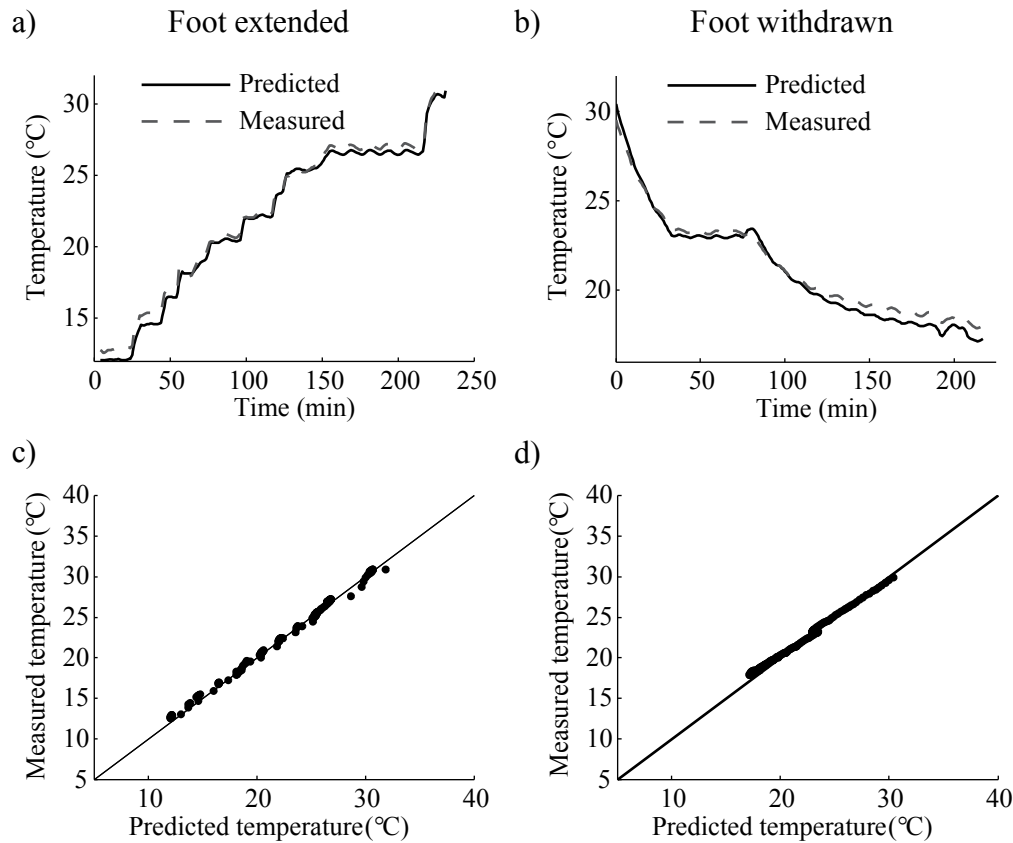 a) Foot extended
Predicted
Measured
Temperature (°C)
30
25
20
15
0 50 100 150 200 250
Time (min)
b) Foot withdrawn
Predicted
Measured
Temperature (°C)
30
25
20
0 50 100 150 200
Time (min)
c)
Measured temperature(°C)
40
35
30
25
20
15
10
5
10 20 30 40
Predicted temperature(°C)
d)
Measured temperature(°C)
40
35
30
25
20
15
10
5
10 20 30 40
Predicted temperature(°C)